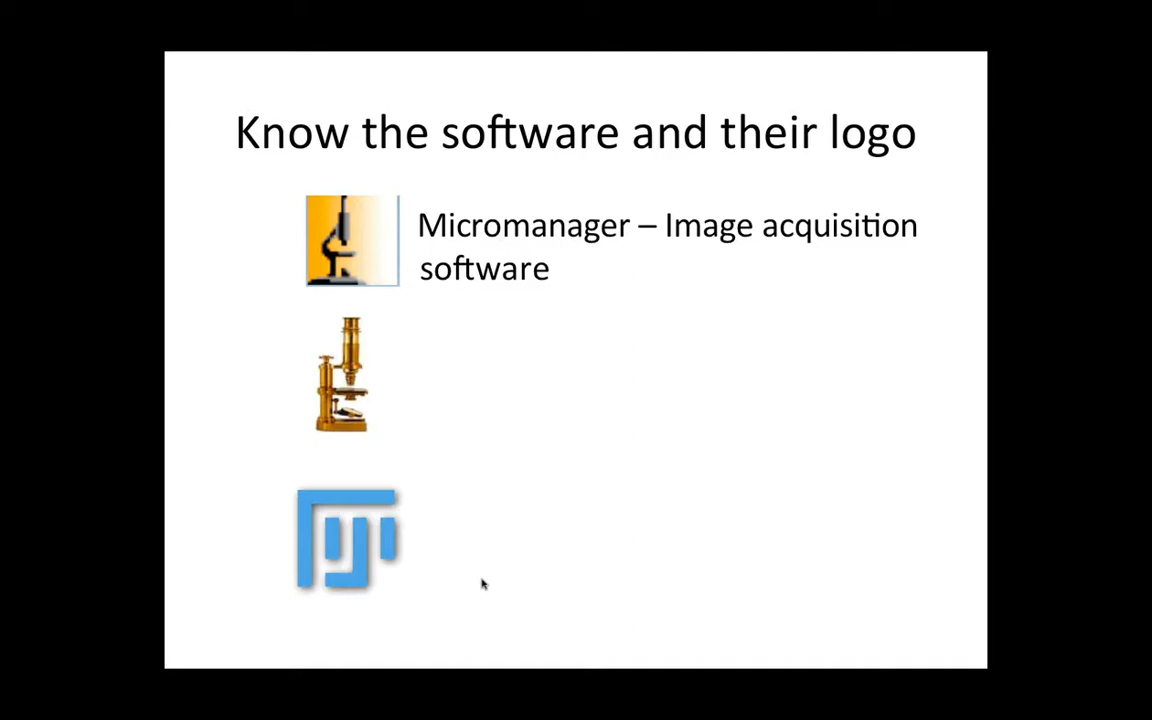 Know the software and their logo
Micromanager – Image acquisition
software